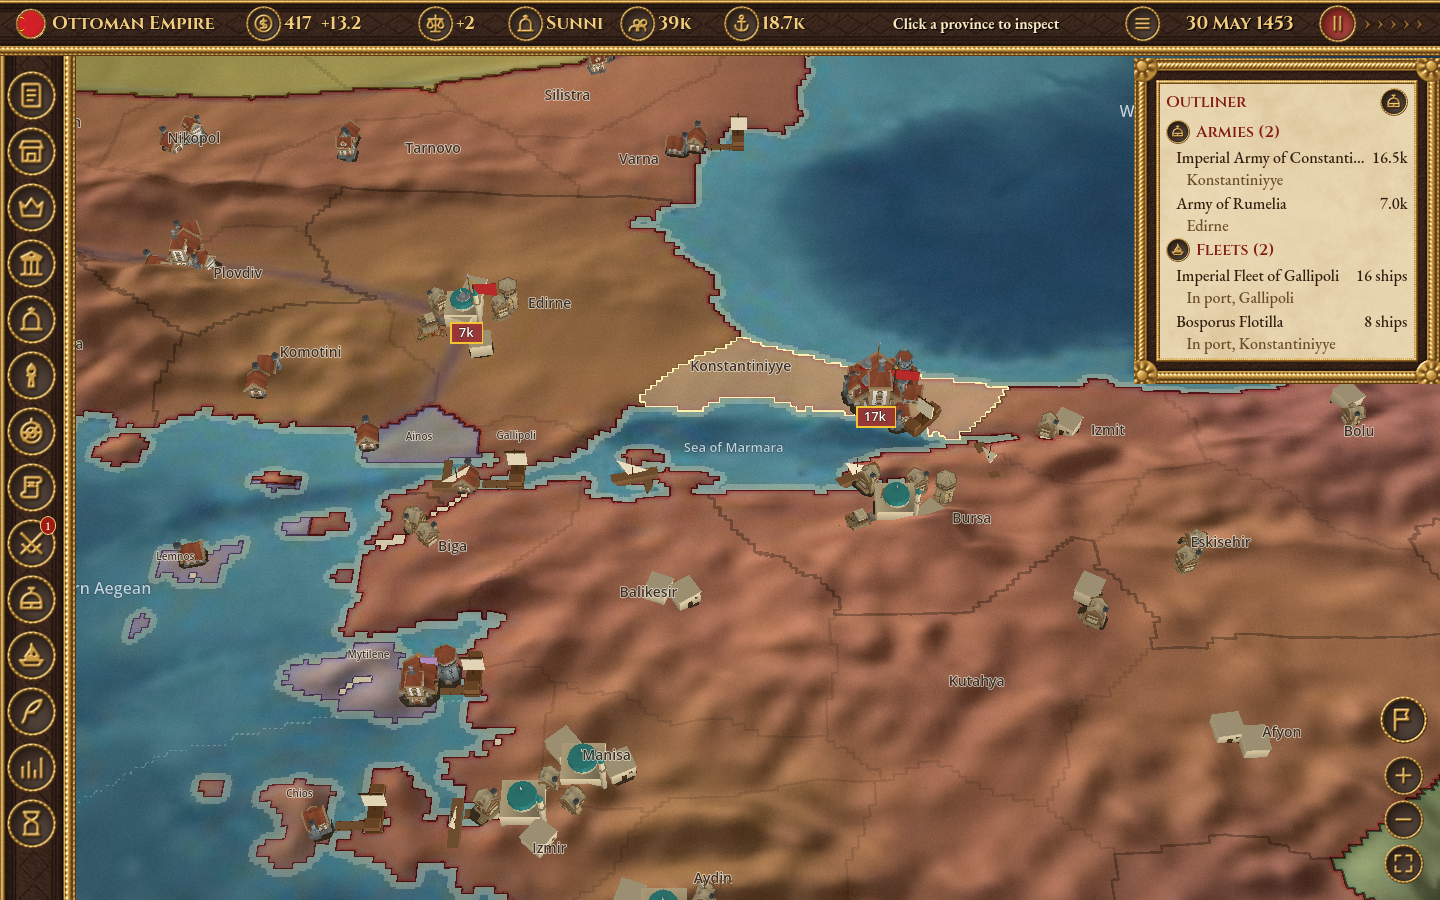 OTTOMAN EMPIRE
417 +13.2
+2
SUNNI
39K
18.7K
Click a province to inspect
30 MAY 1453
OUTLINER
ARMIES (2)
Imperial Army of Constanti... 16.5k
Konstantiniyye
Army of Rumelia 7.0k
Edirne
FLEETS (2)
Imperial Fleet of Gallipoli 16 ships
In port, Gallipoli
Bosporus Flotilla 8 ships
In port, Konstantiniyye
Silistra
Nikopol
Tarnovo
Varna
W
Plovdiv
Edirne
7k
Komotini
Konstantiniyye
17k
Ainos
Gallipoli
Sea of Marmara
Izmit
Bolu
Bursa
1
Biga
Eskisehir
Lemnos
rn Aegean
Balikesir
Mytilene
Kutahya
Manisa
Afyon
Chios
Izmir
Aydin